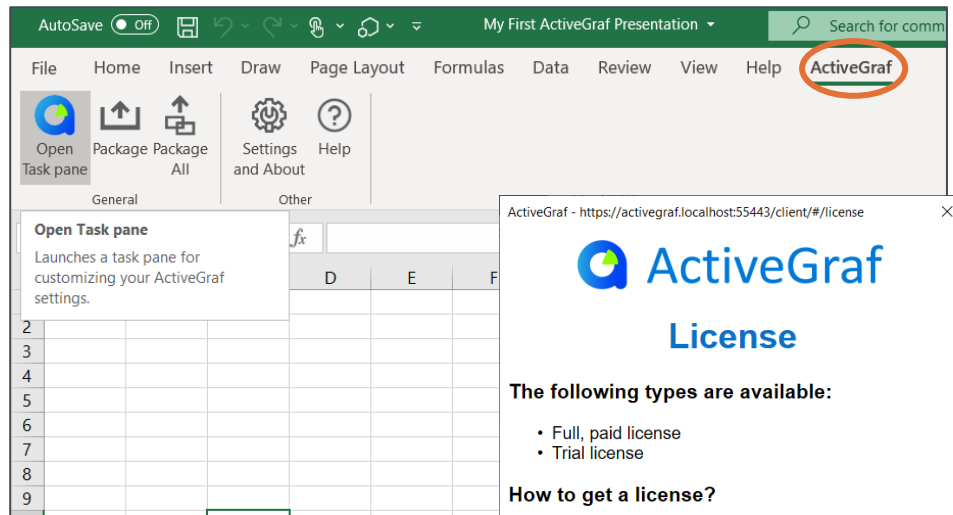 AutoSave Off My First ActiveGraf Presentation Search for comm
File Home Insert Draw Page Layout Formulas Data Review View Help ActiveGraf
Open Task pane
Package
Package All
Settings and About
Help
General
Other
Open Task pane
Launches a task pane for
customizing your ActiveGraf
settings.
fx
D E F
2
3
4
5
6
7
8
9
ActiveGraf - https://activegraf.localhost:55443/client/#/license
ActiveGraf
License
The following types are available:
• Full, paid license
• Trial license
How to get a license?